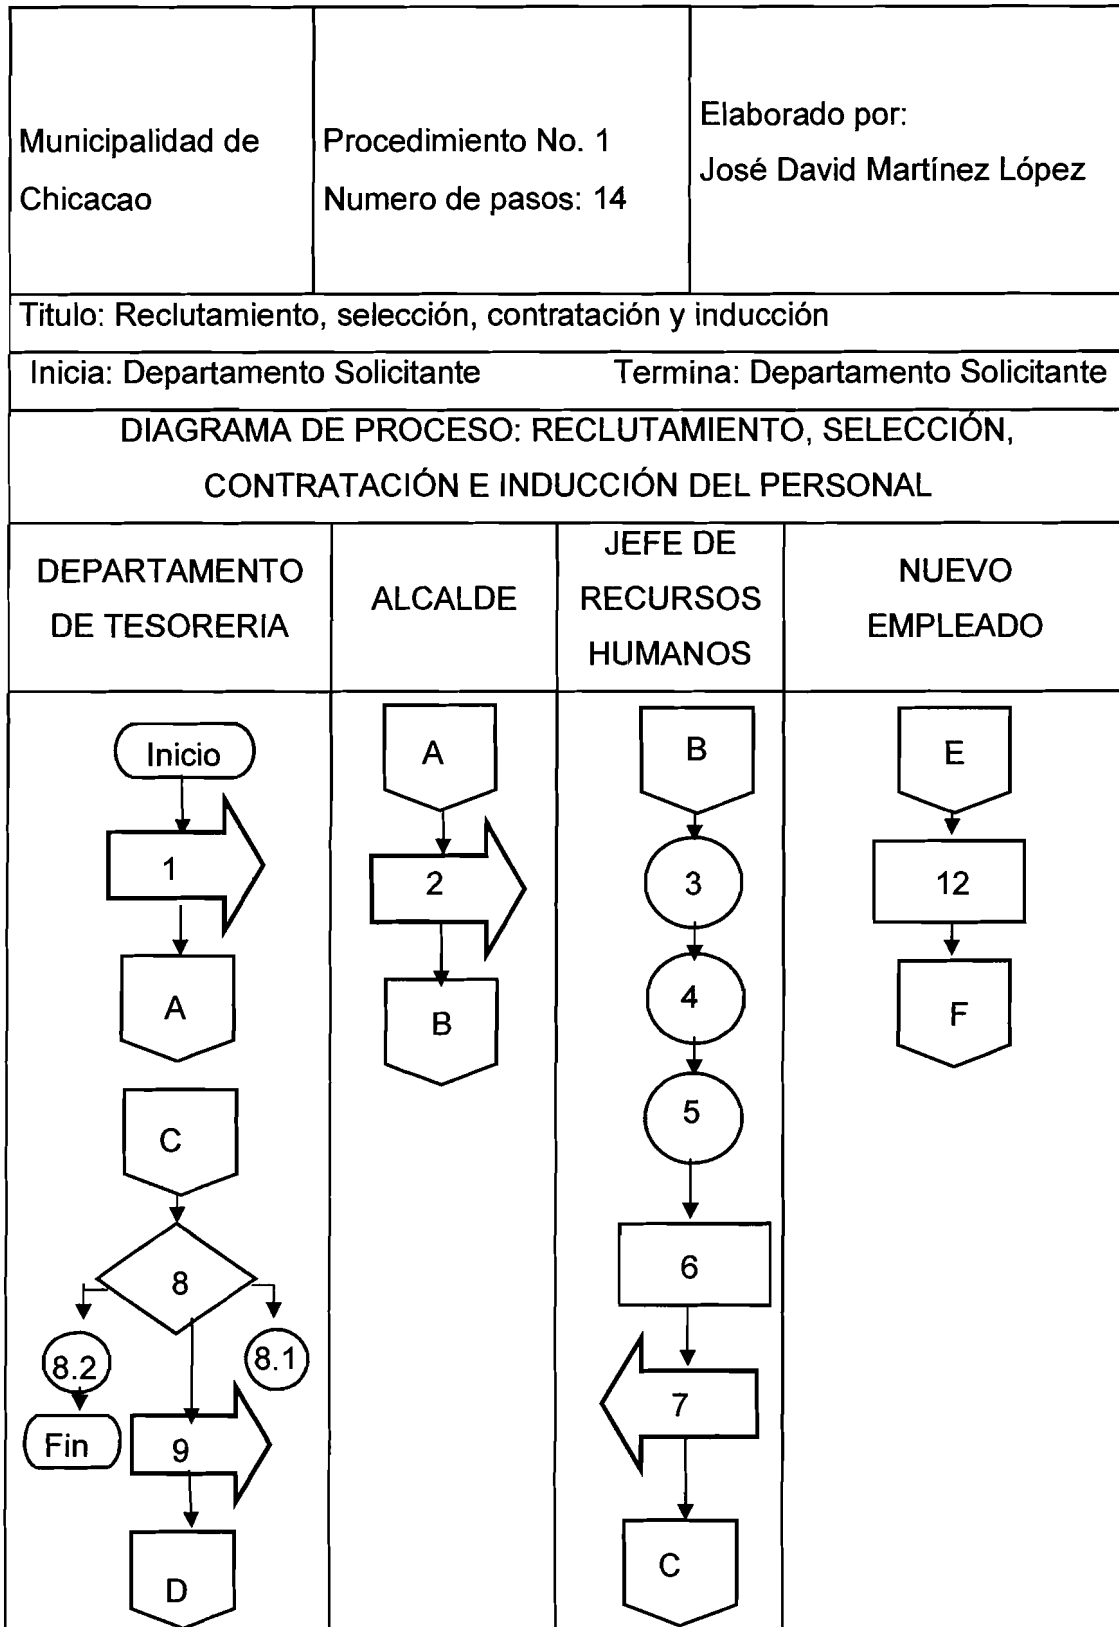 Municipalidad de
Chicacao
Procedimiento No. 1
Numero de pasos: 14
Elaborado por:
José David Martínez López
Titulo: Reclutamiento, selección, contratación y inducción
Inicia: Departamento Solicitante Termina: Departamento Solicitante
DIAGRAMA DE PROCESO: RECLUTAMIENTO, SELECCIÓN,
CONTRATACIÓN E INDUCCIÓN DEL PERSONAL
DEPARTAMENTO
DE TESORERIA
ALCALDE
JEFE DE
RECURSOS
HUMANOS
NUEVO
EMPLEADO
Inicio
1
A
C
8
8.2
8.1
Fin
9
D
A
2
B
B
3
4
5
6
7
C
E
12
F